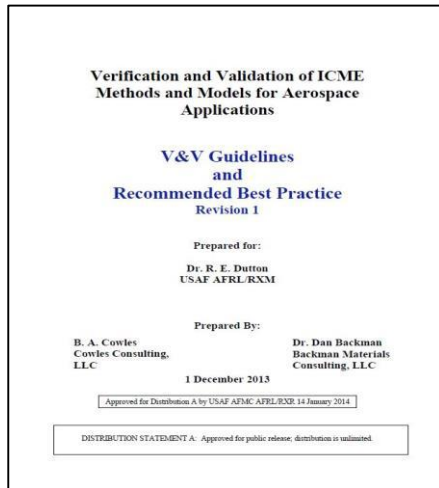 Verification and Validation of ICME
Methods and Models for Aerospace
Applications
V&V Guidelines
and
Recommended Best Practice
Revision 1
Prepared for:
Dr. R. E. Dutton
USAF AFRL/RXM
Prepared By:
B. A. Cowles
Cowles Consulting,
LLC
Dr. Dan Backman
Backman Materials
Consulting, LLC
1 December 2013
Approved for Distribution A by USAF AFMC AFRL/RXR 14 January 2014
DISTRIBUTION STATEMENT A: Approved for public release; distribution is unlimited.